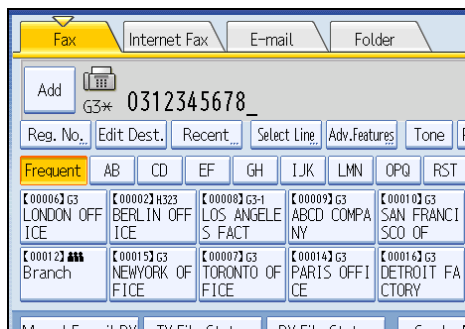 Fax Internet Fax E-mail Folder
Add G3* 0312345678_
Reg. No. Edit Dest. Recent Select Line Adv.Features Tone
Frequent AB CD EF GH IJK LMN OPQ RST
【00006】G3 【00002】H323 【00008】G3-1 【00009】G3 【00010】G3
LONDON OFF BERLIN OFF LOS ANGELE ABCD COMPA SAN FRANCI
ICE ICE S FACT NY SCO OF
【00012】 【00015】G3 【00007】G3 【00014】G3 【00016】G3
Branch NEWYORK OF TORONTO OF PARIS OFFI DETROIT FA
FICE FICE CE CTORY